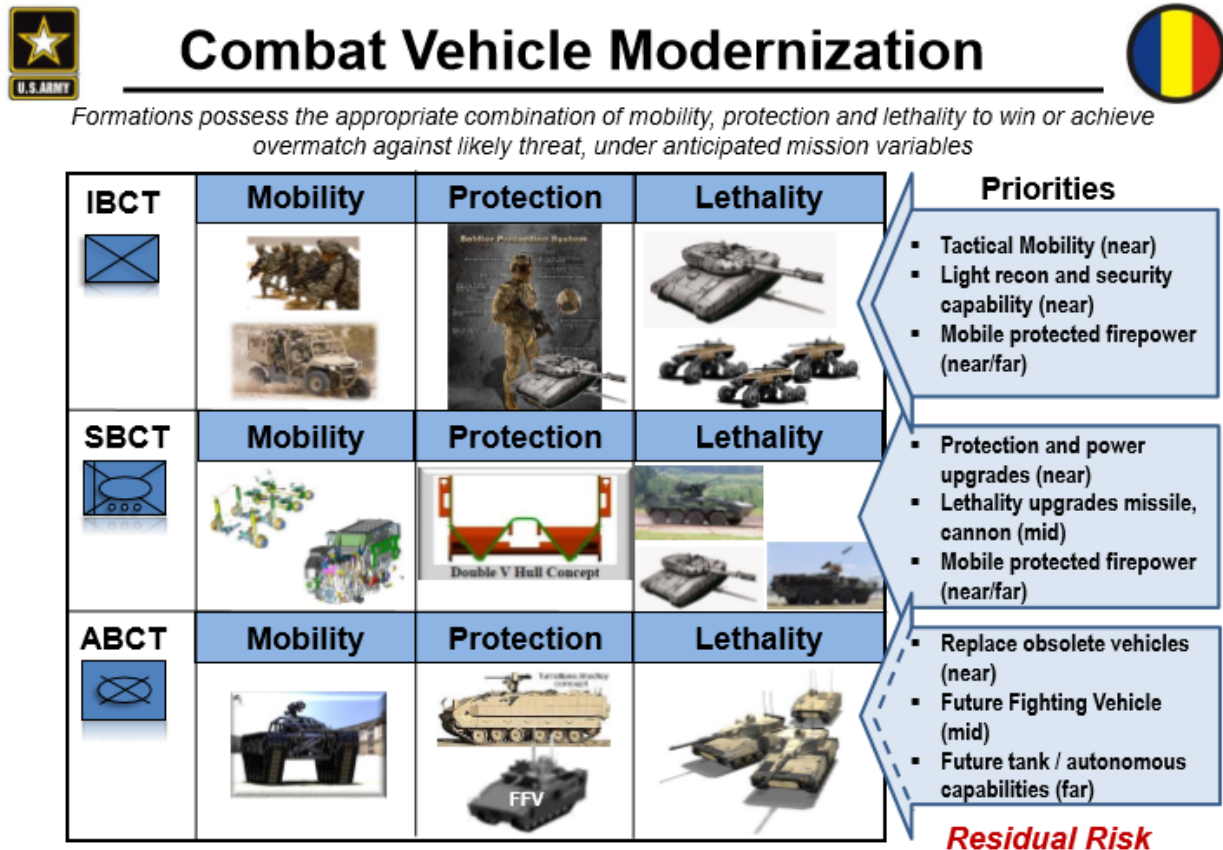 U.S.ARMY
Combat Vehicle Modernization
Formations possess the appropriate combination of mobility, protection and lethality to win or achieve
overmatch against likely threat, under anticipated mission variables
IBCT
Mobility
Protection
Lethality
Soldier Protection System
Priorities
▪ Tactical Mobility (near)
▪ Light recon and security
capability (near)
▪ Mobile protected firepower
(near/far)
SBCT
Mobility
Protection
Lethality
Double V Hull Concept
▪ Protection and power
upgrades (near)
▪ Lethality upgrades missile,
cannon (mid)
▪ Mobile protected firepower
(near/far)
ABCT
Mobility
Protection
Lethality
concept
FFV
▪ Replace obsolete vehicles
(near)
▪ Future Fighting Vehicle
(mid)
▪ Future tank / autonomous
capabilities (far)
Residual Risk